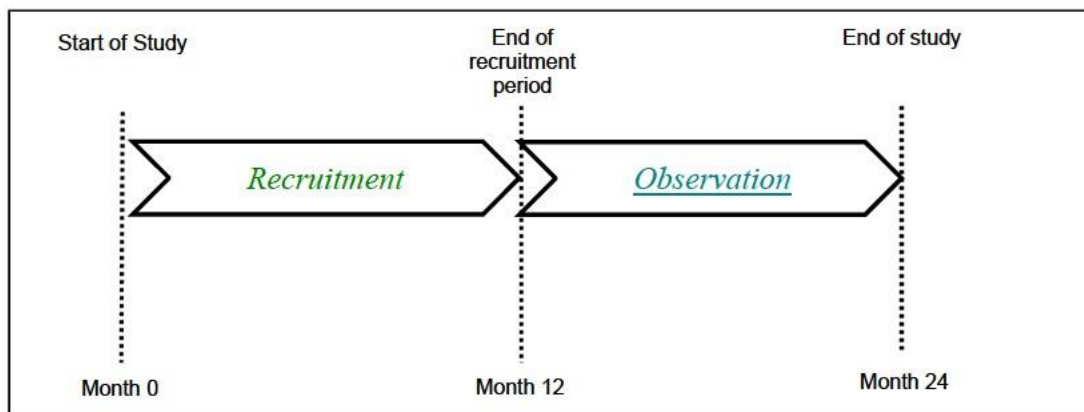 Start of Study
End of
recruitment
period
End of study
Recruitment
Observation
Month 0
Month 12
Month 24